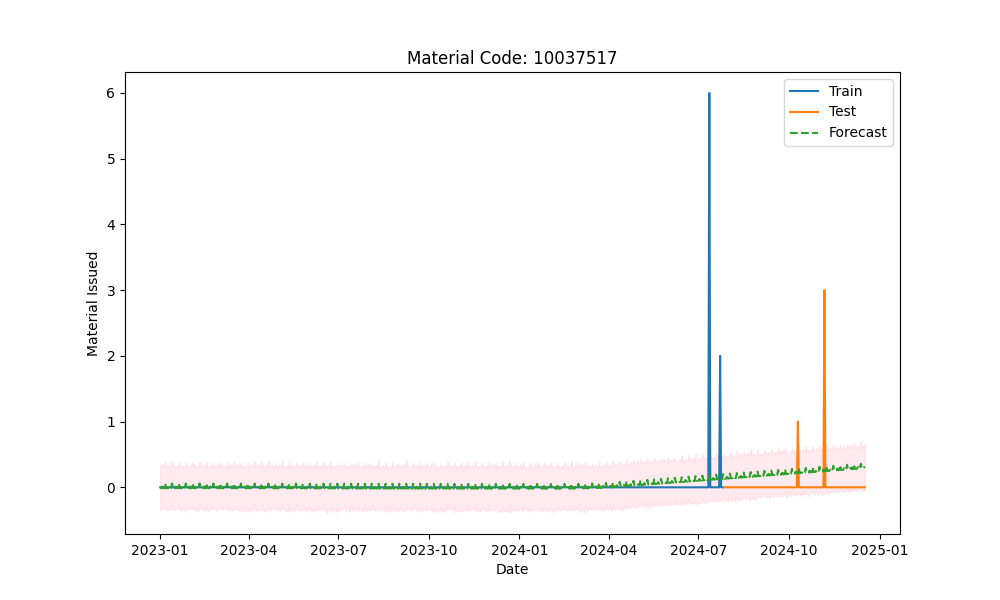 Material Code: 10037517
Train
Test
Forecast
Material Issued
6
5
4
3
2
1
0
2023-01 2023-04 2023-07 2023-10 2024-01 2024-04 2024-07 2024-10 2025-01
Date